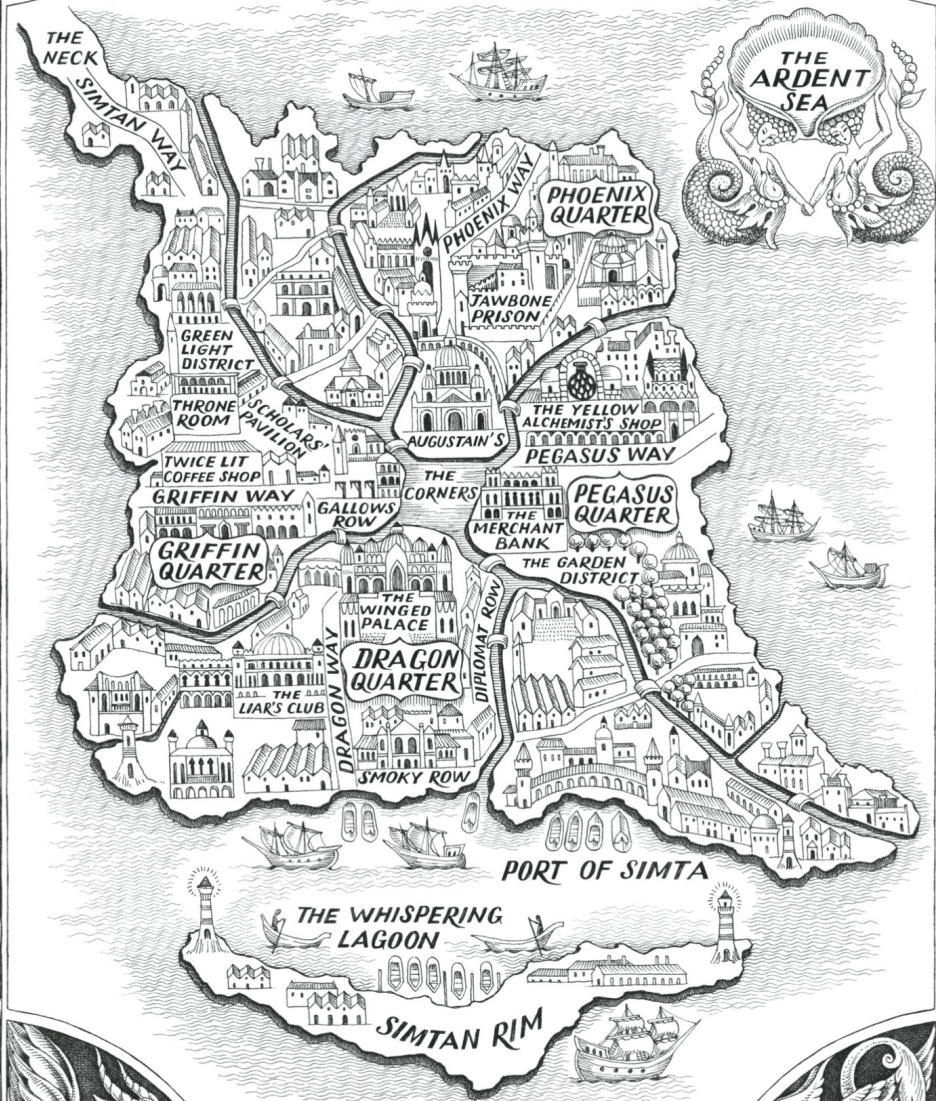 THE
NECK
SIMTAN WAY
THE
ARDENT
SEA
PHOENIX WAY
PHOENIX
QUARTER
JAWBONE
PRISON
GREEN
LIGHT
DISTRICT
THRONE
ROOM
SCHOLARS'
PAVILION
AUGUSTAIN'S
THE YELLOW
ALCHEMIST'S SHOP
PEGASUS WAY
TWICE LIT
COFFEE SHOP
GRIFFIN WAY
GALLOWS
ROW
THE
CORNERS
THE
MERCHANT
BANK
PEGASUS
QUARTER
GRIFFIN
QUARTER
THE GARDEN
DISTRICT
THE
WINGED
PALACE
DIPLOMAT ROW
DRAGON
QUARTER
DRAGON WAY
THE
LIAR'S CLUB
SMOKY ROW
PORT OF SIMTA
THE WHISPERING
LAGOON
SIMTAN RIM